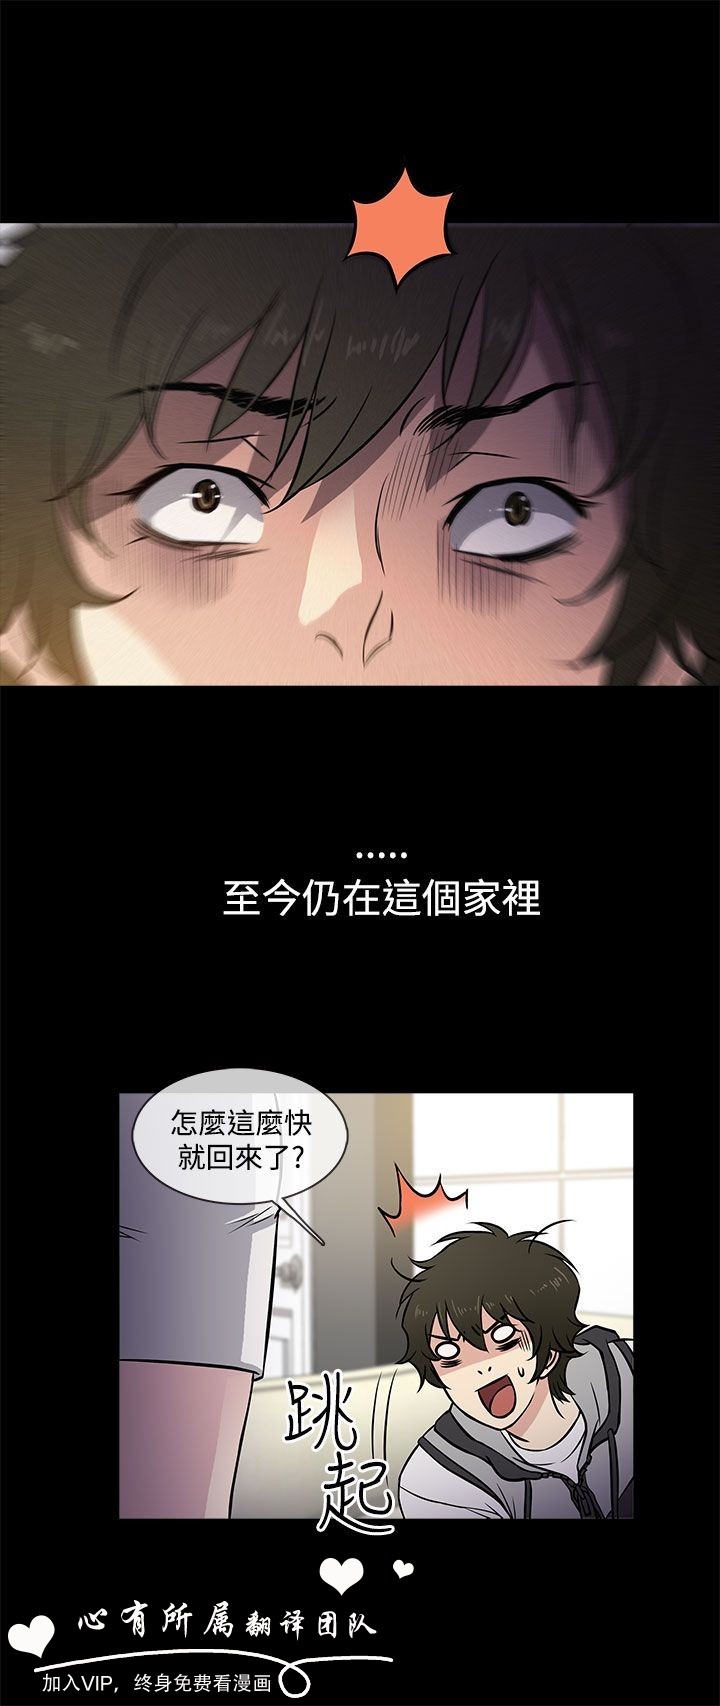 .....
至今仍在這個家裡
怎麼這麼快
就回來了?
跳
起
心有所属翻译团队
加入VIP，终身免费看漫画